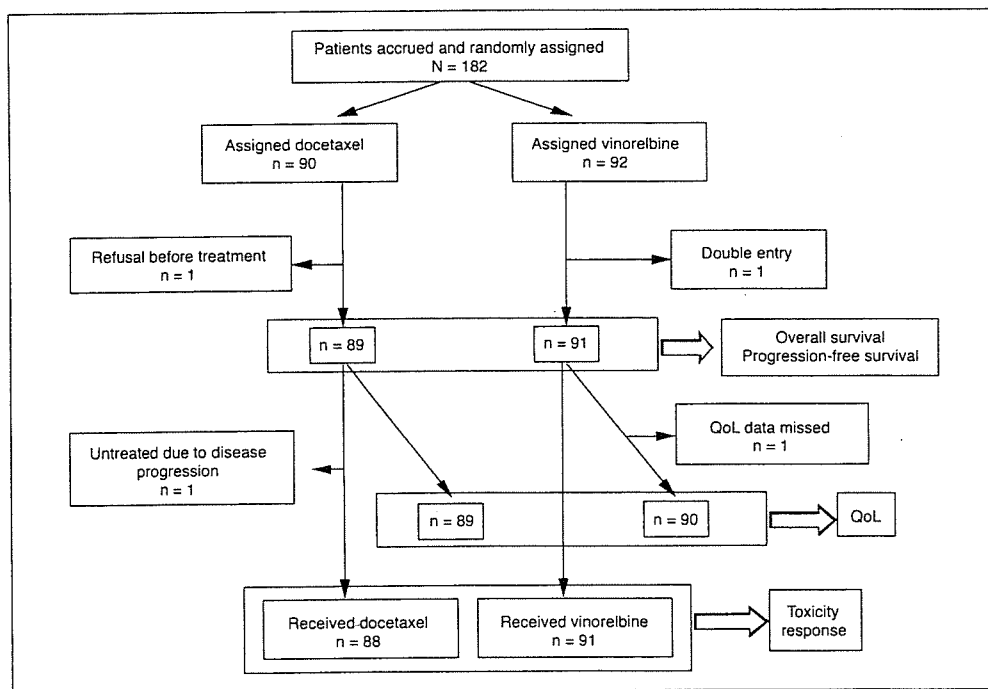 Patients accrued and randomly assigned
N = 182
Assigned docetaxel
n = 90
Assigned vinorelbine
n = 92
Refusal before treatment
n = 1
Double entry
n = 1
n = 89
n = 91
Overall survival
Progression-free survival
Untreated due to disease
progression
n = 1
QoL data missed
n = 1
n = 89
n = 90
QoL
Received docetaxel
n = 88
Received vinorelbine
n = 91
Toxicity
response